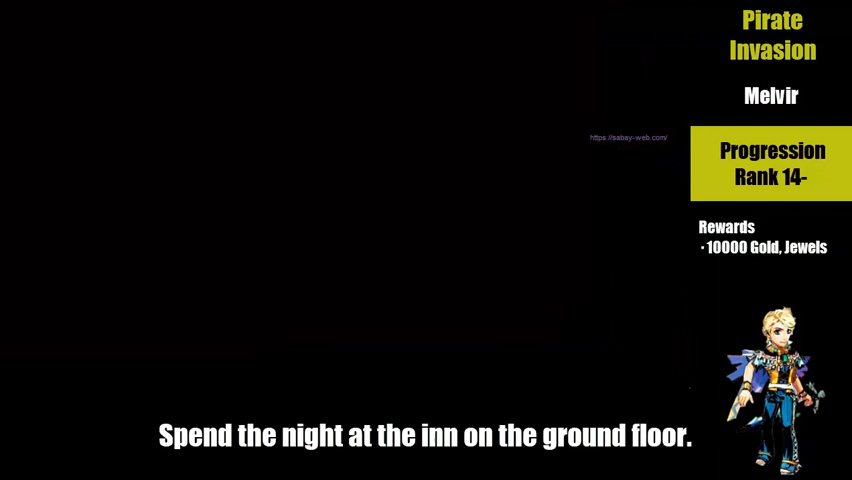 Pirate
Invasion
Melvir
https://sabay-web.com/
Progression
Rank 14-
Rewards
・10000 Gold, Jewels
Spend the night at the inn on the ground floor.